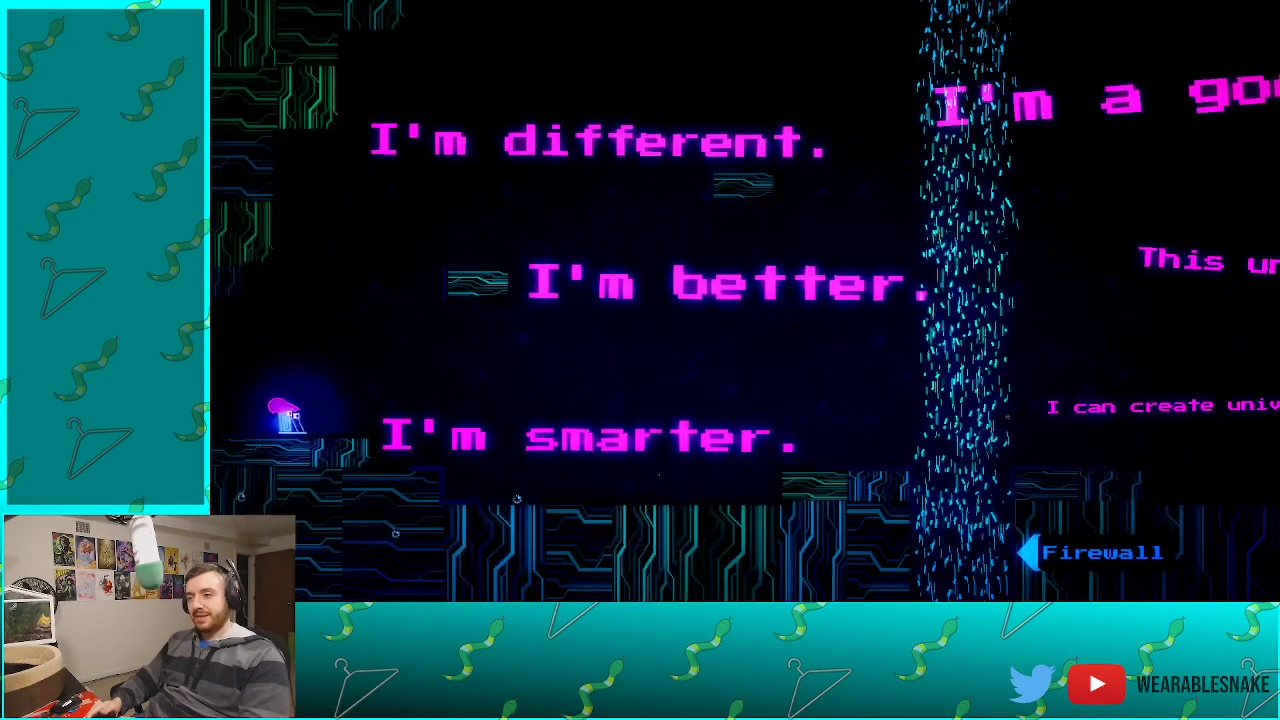 I'm different.
I'm a
I'm better.
This
I'm smarter.
I can create
Firewall
WEARABLESNAKE